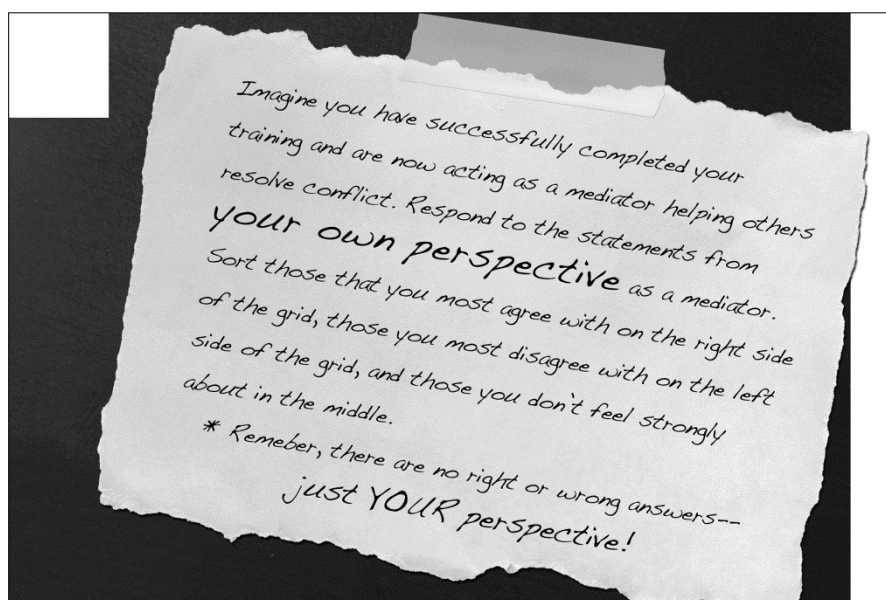 Imagine you have successfully completed your
training and are now acting as a mediator helping others
resolve conflict. Respond to the statements from
your own perspective as a mediator.
Sort those that you most agree with on the right side
of the grid, those you most disagree with on the left
side of the grid, and those you don't feel strongly
about in the middle.
* Remeber, there are no right or wrong answers--
just YOUR perspective!